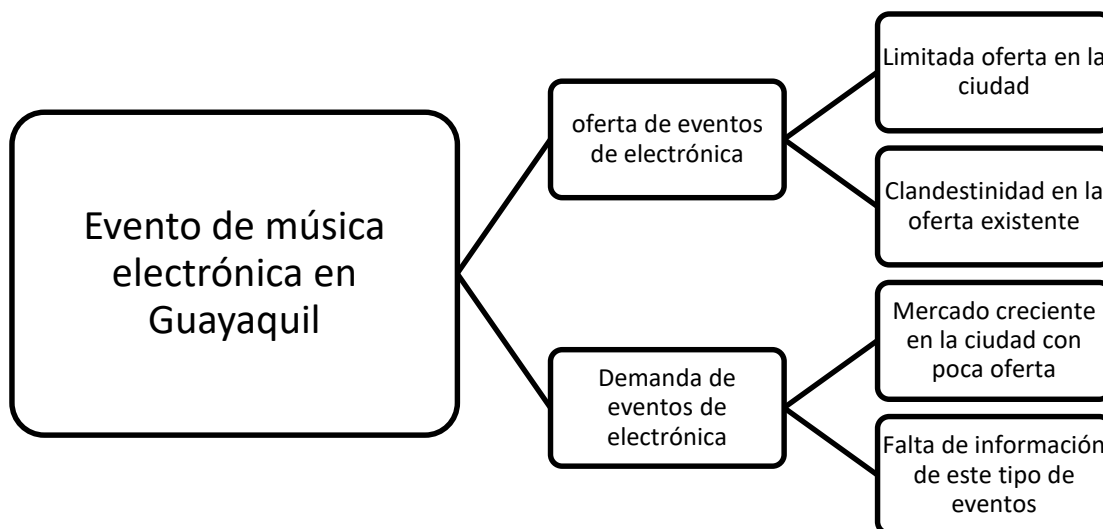 Evento de música
electrónica en
Guayaquil
oferta de eventos
de electrónica
Limitada oferta en la
ciudad
Clandestinidad en la
oferta existente
Demanda de
eventos de
electrónica
Mercado creciente
en la ciudad con
poca oferta
Falta de información
de este tipo de
eventos